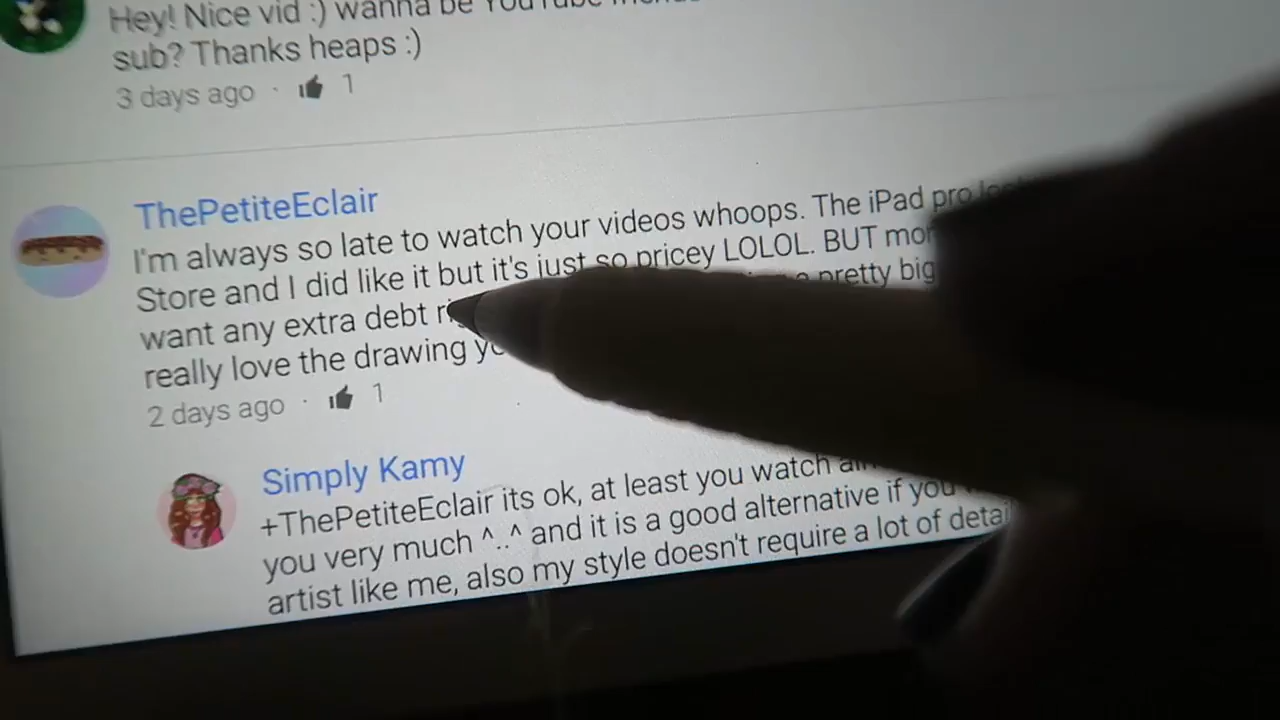 Hey! Nice vid :) wanna be YouTube
sub? Thanks heaps :)
3 days ago · 1
ThePetiteEclair
I'm always so late to watch your videos whoops. The iPad pro
Store and I did like it but it's just so pricey LOLOL. BUT
want any extra debt pretty big
really love the drawing
2 days ago · 1
Simply Kamy
+ThePetiteEclair its ok, at least you watch
you very much ^..^ and it is a good alternative if you
artist like me, also my style doesn't require a lot of